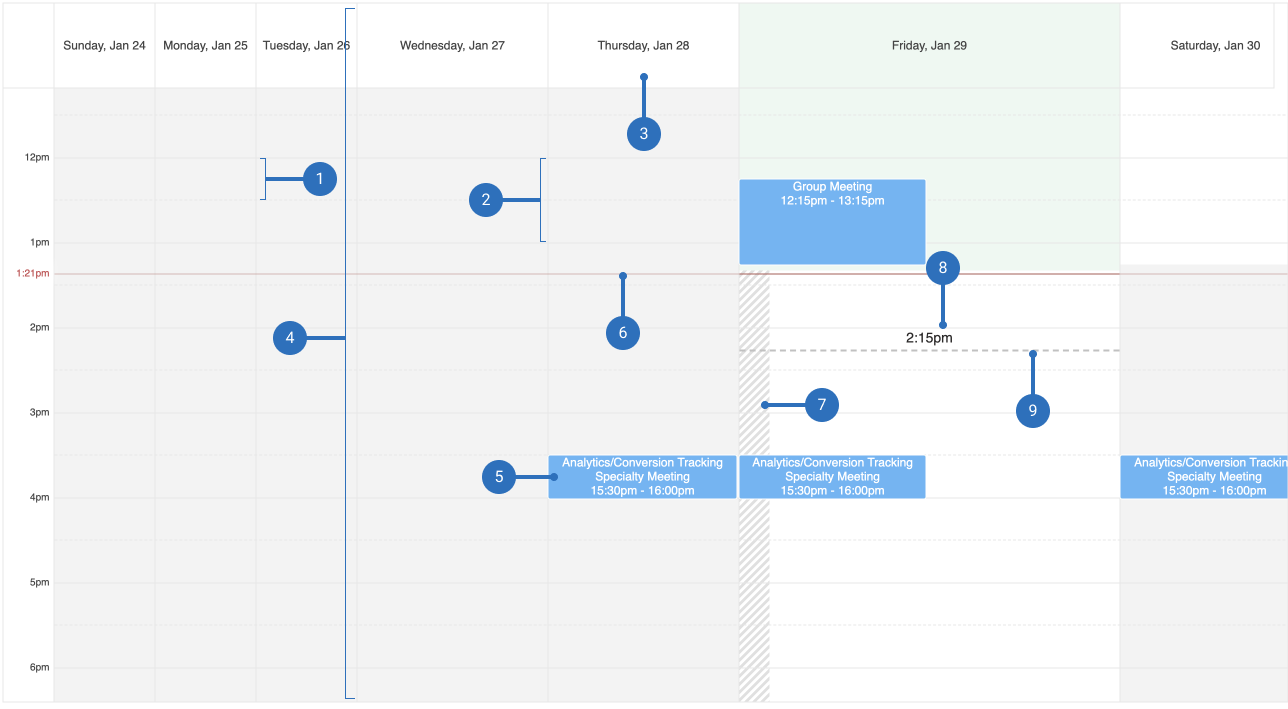 Sunday, Jan 24
Monday, Jan 25
Tuesday, Jan 26
Wednesday, Jan 27
Thursday, Jan 28
Friday, Jan 29
Saturday, Jan 30
3
12pm
1
2
Group Meeting
12:15pm - 13:15pm
1pm
8
1:21pm
6
2pm
4
2:15pm
7
9
3pm
5
Analytics/Conversion Tracking
Specialty Meeting
15:30pm - 16:00pm
Analytics/Conversion Tracking
Specialty Meeting
15:30pm - 16:00pm
Analytics/Conversion Trackin
Specialty Meeting
15:30pm - 16:00pm
4pm
5pm
6pm